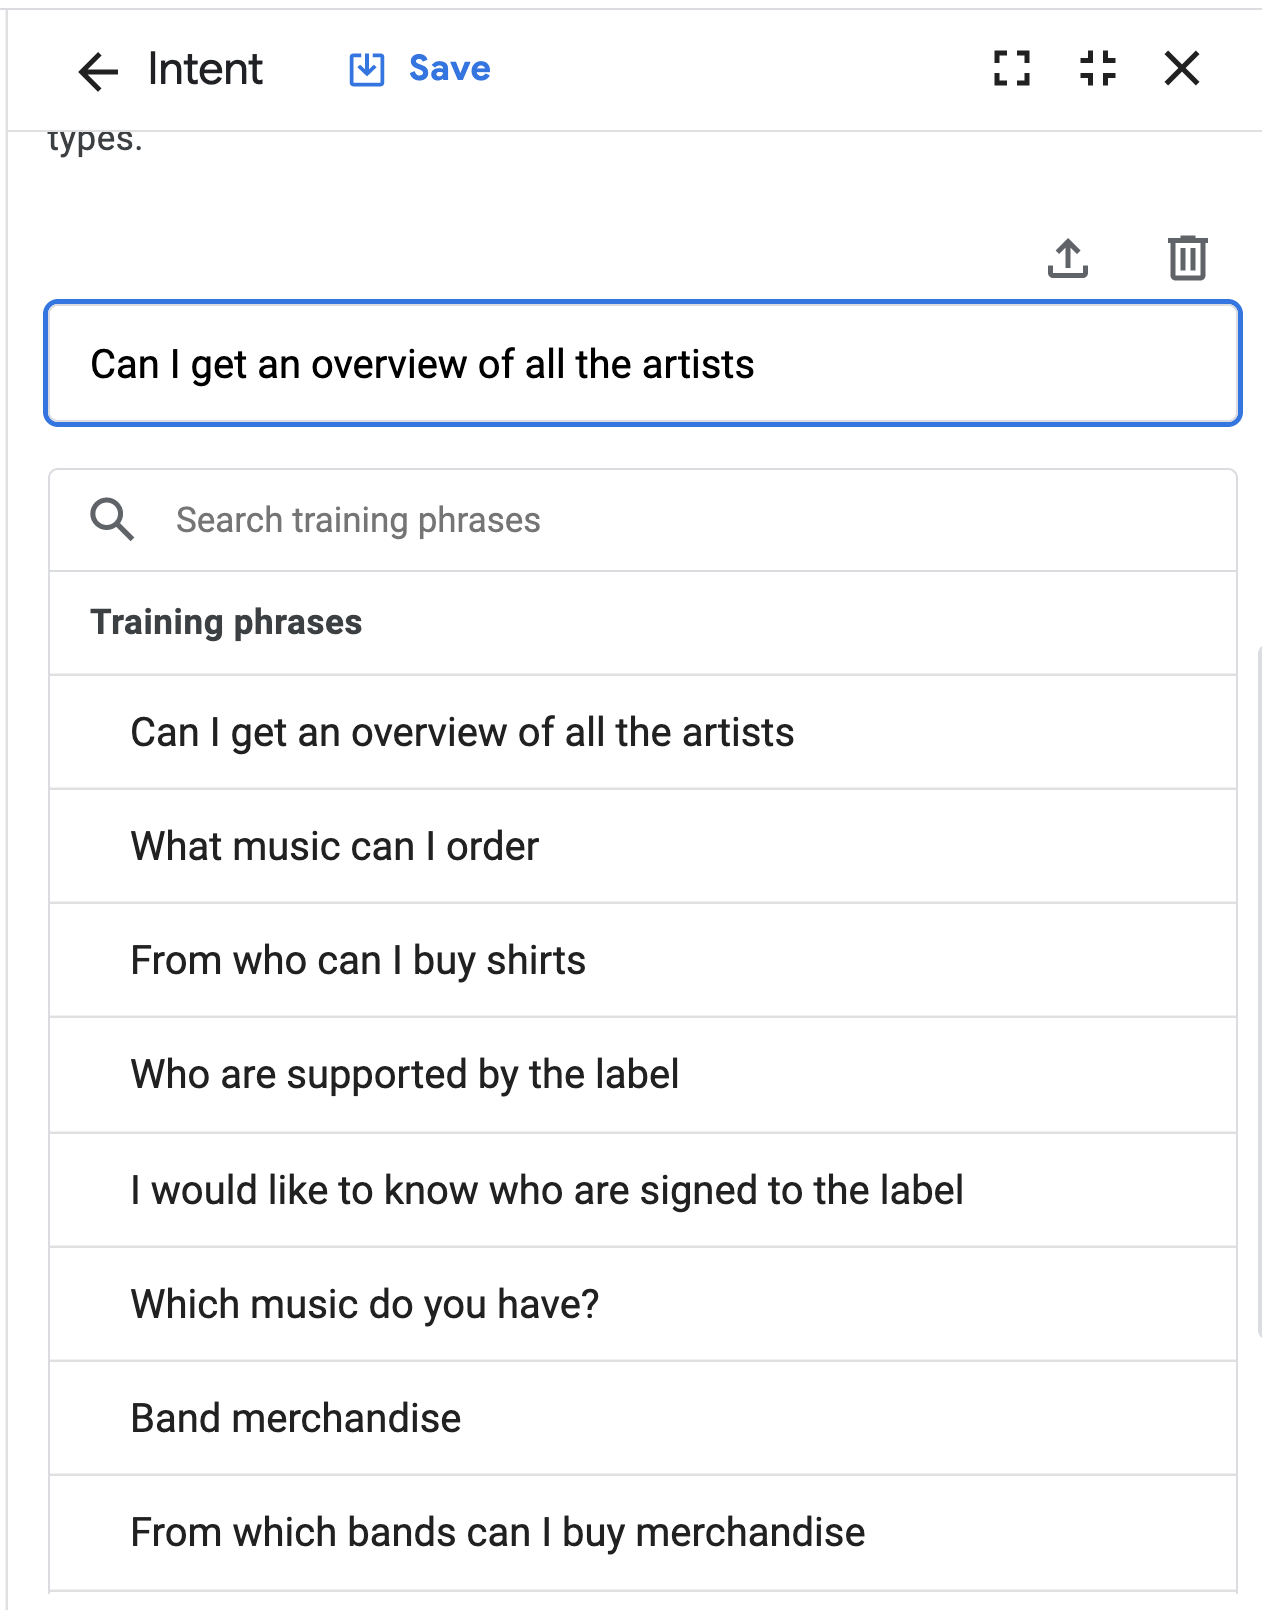 Intent
Save
types.
Can I get an overview of all the artists
Search training phrases
Training phrases
Can I get an overview of all the artists
What music can I order
From who can I buy shirts
Who are supported by the label
I would like to know who are signed to the label
Which music do you have?
Band merchandise
From which bands can I buy merchandise